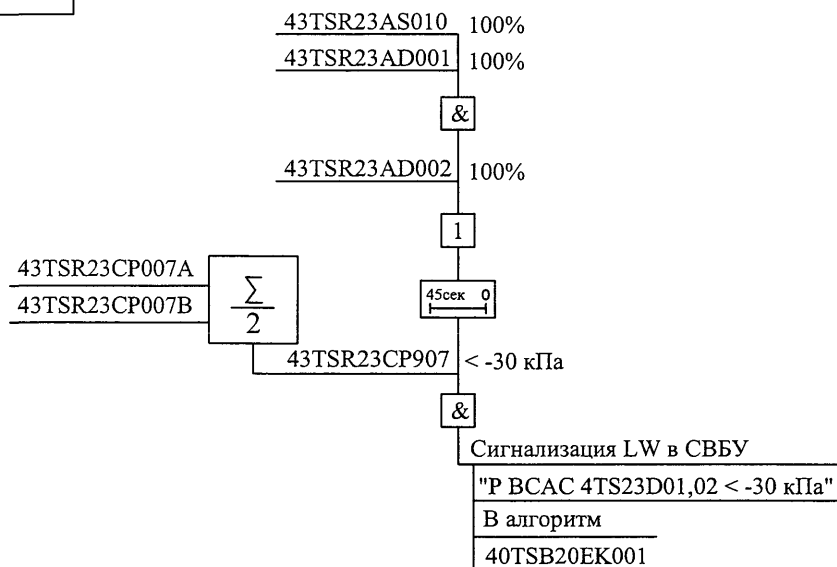 43TSR23AS010 100%
43TSR23AD001 100%
&
43TSR23AD002 100%
1
43TSR23CP007A
43TSR23CP007B
Σ
2
45сек 0
43TSR23CP907 < -30 кПа
&
Сигнализация LW в СВБУ
"Р ВСАС 4TS23D01,02 < -30 кПа"
В алгоритм
40TSB20EK001